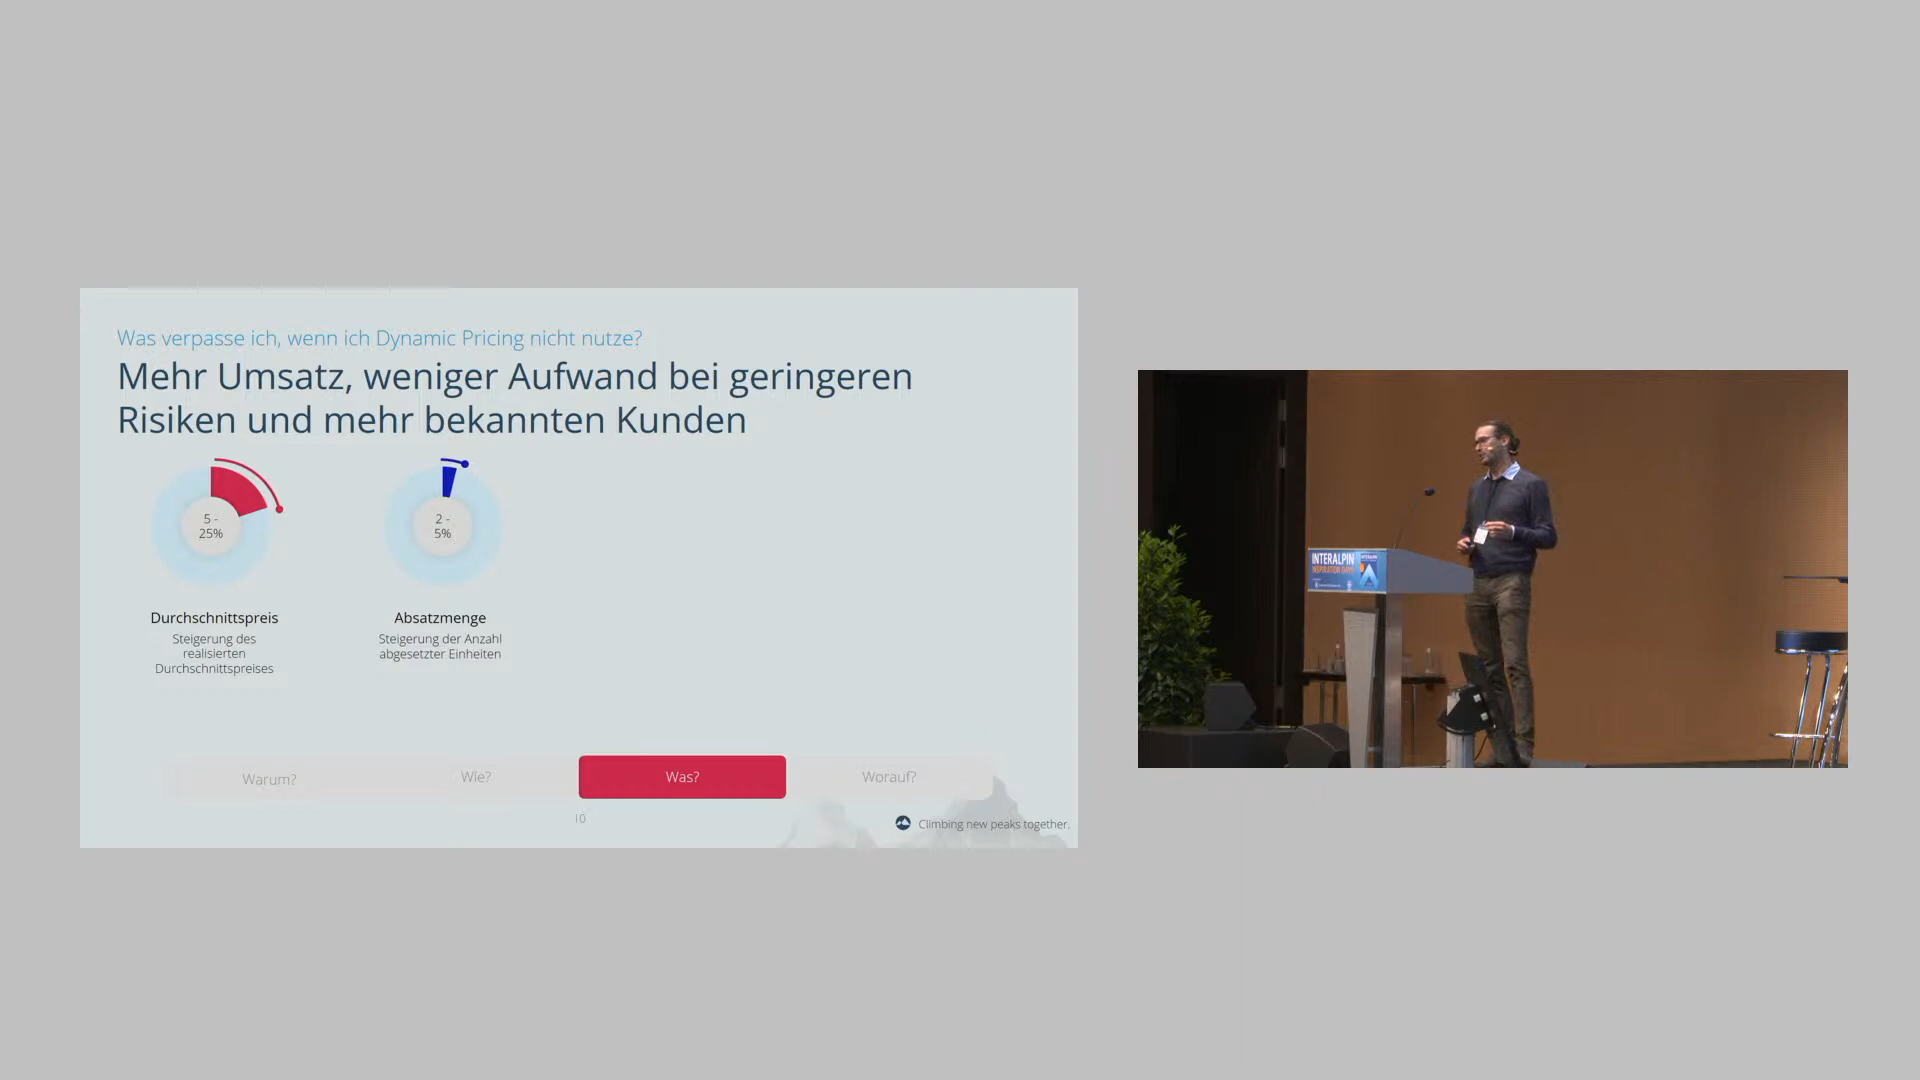 Was verpasse ich, wenn ich Dynamic Pricing nicht nutze?
Mehr Umsatz, weniger Aufwand bei geringeren
Risiken und mehr bekannten Kunden
5 -
25%
2 -
5%
Durchschnittspreis
Steigerung des
realisierten
Durchschnittspreises
Absatzmenge
Steigerung der Anzahl
abgesetzter Einheiten
Warum?
Wie?
Was?
Worauf?
10
Climbing new peaks together.
INTERALPIN
INSPIRATION DAYS